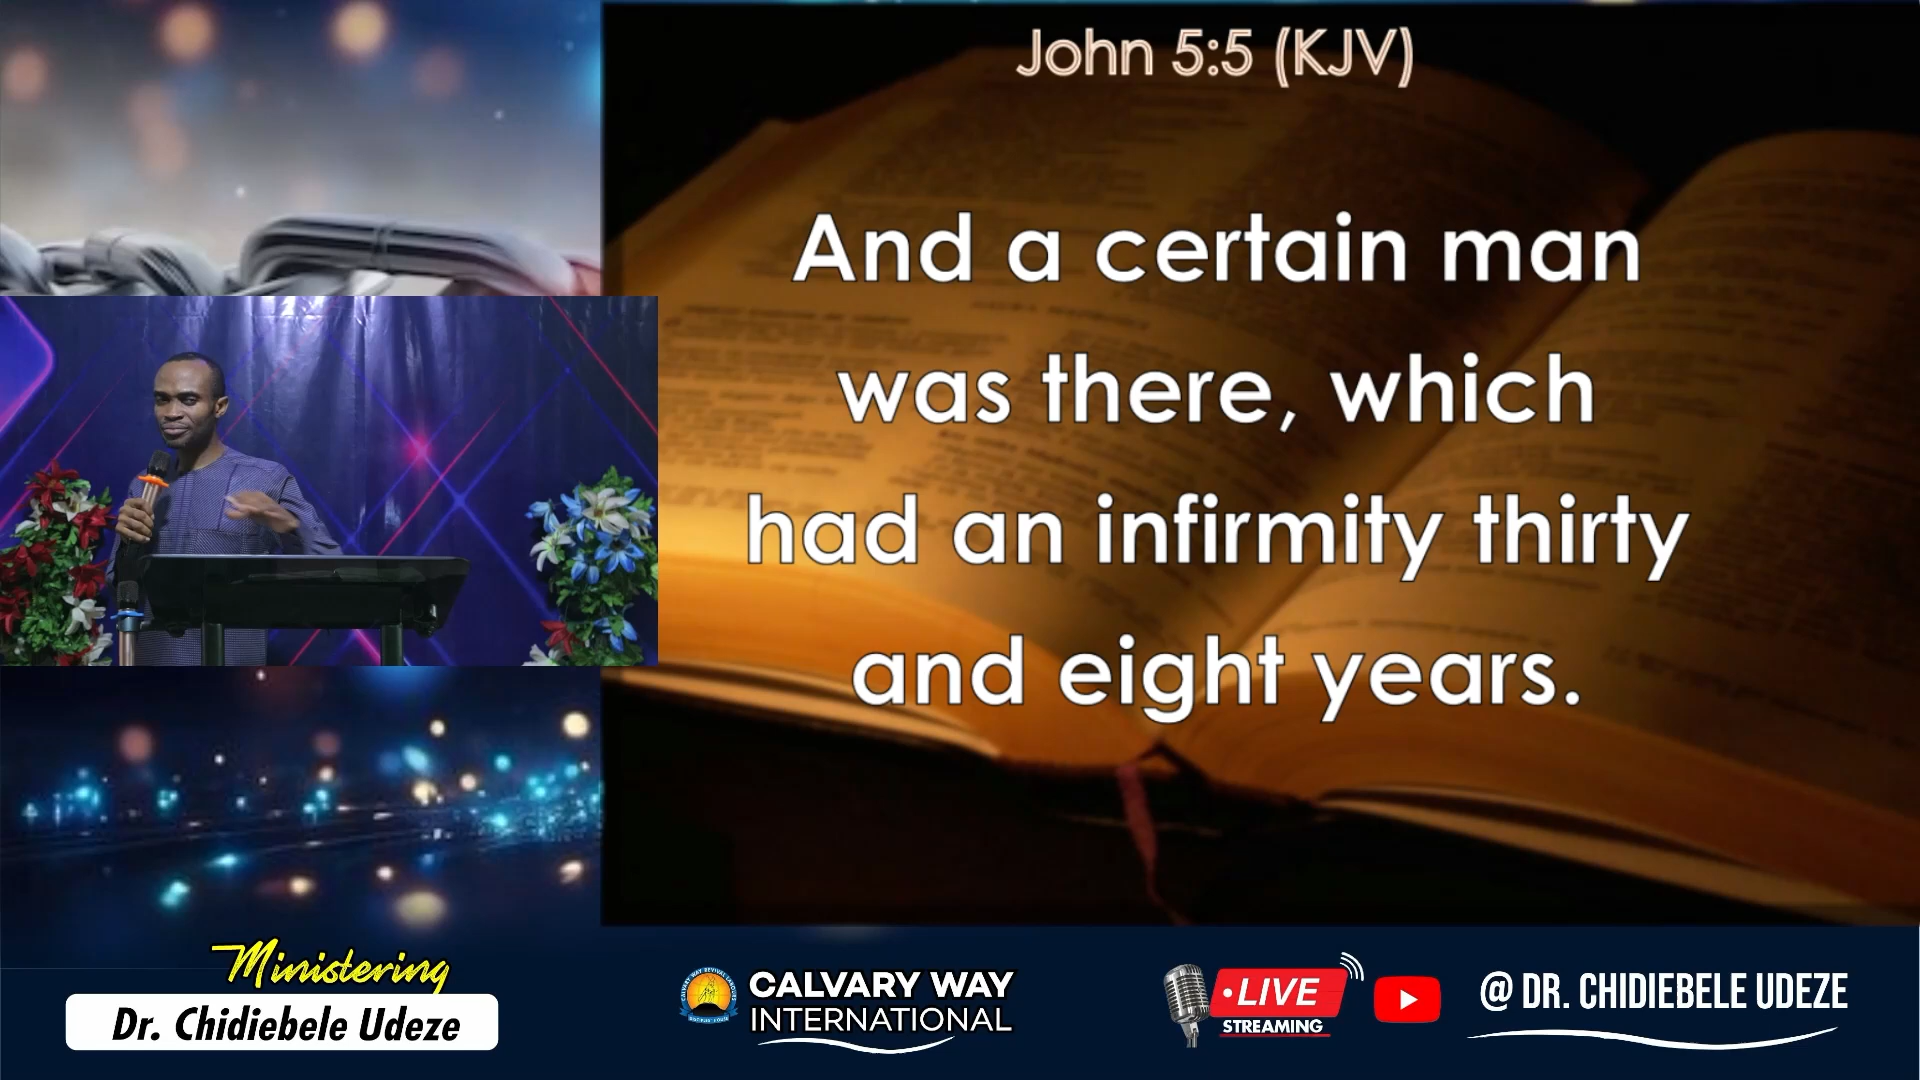 John 5:5 (KJV)
And a certain man
was there, which
had an infirmity thirty
and eight years.
Ministering
Dr. Chidiebele Udeze
CALVARY WAY
INTERNATIONAL
• LIVE
STREAMING
@ DR. CHIDIEBELE UDEZE